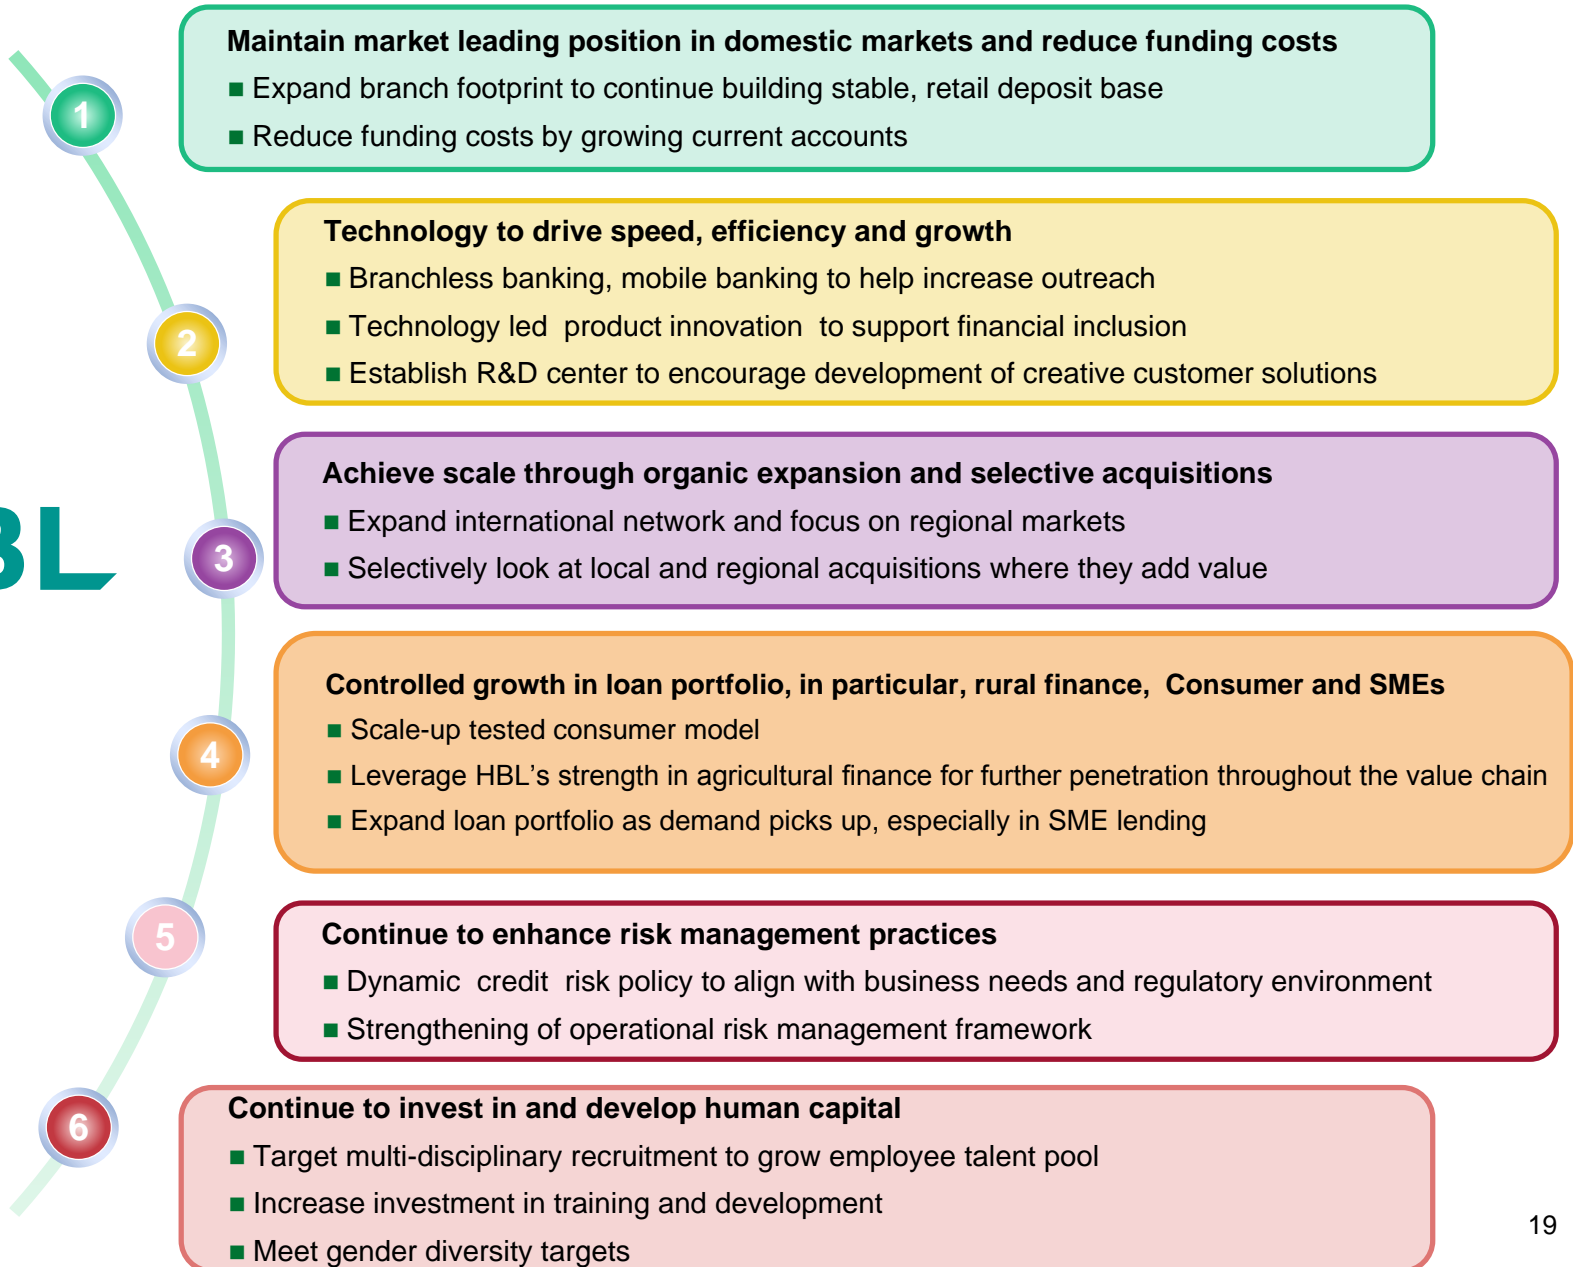 Maintain market leading position in domestic markets and reduce funding costs
■ Expand branch footprint to continue building stable, retail deposit base
■ Reduce funding costs by growing current accounts
1
Technology to drive speed, efficiency and growth
■ Branchless banking, mobile banking to help increase outreach
■ Technology led product innovation to support financial inclusion
■ Establish R&D center to encourage development of creative customer solutions
2
Achieve scale through organic expansion and selective acquisitions
■ Expand international network and focus on regional markets
■ Selectively look at local and regional acquisitions where they add value
BL
3
Controlled growth in loan portfolio, in particular, rural finance, Consumer and SMEs
■ Scale-up tested consumer model
■ Leverage HBL’s strength in agricultural finance for further penetration throughout the value chain
■ Expand loan portfolio as demand picks up, especially in SME lending
4
Continue to enhance risk management practices
■ Dynamic credit risk policy to align with business needs and regulatory environment
■ Strengthening of operational risk management framework
5
Continue to invest in and develop human capital
■ Target multi-disciplinary recruitment to grow employee talent pool
■ Increase investment in training and development
■ Meet gender diversity targets
6
19